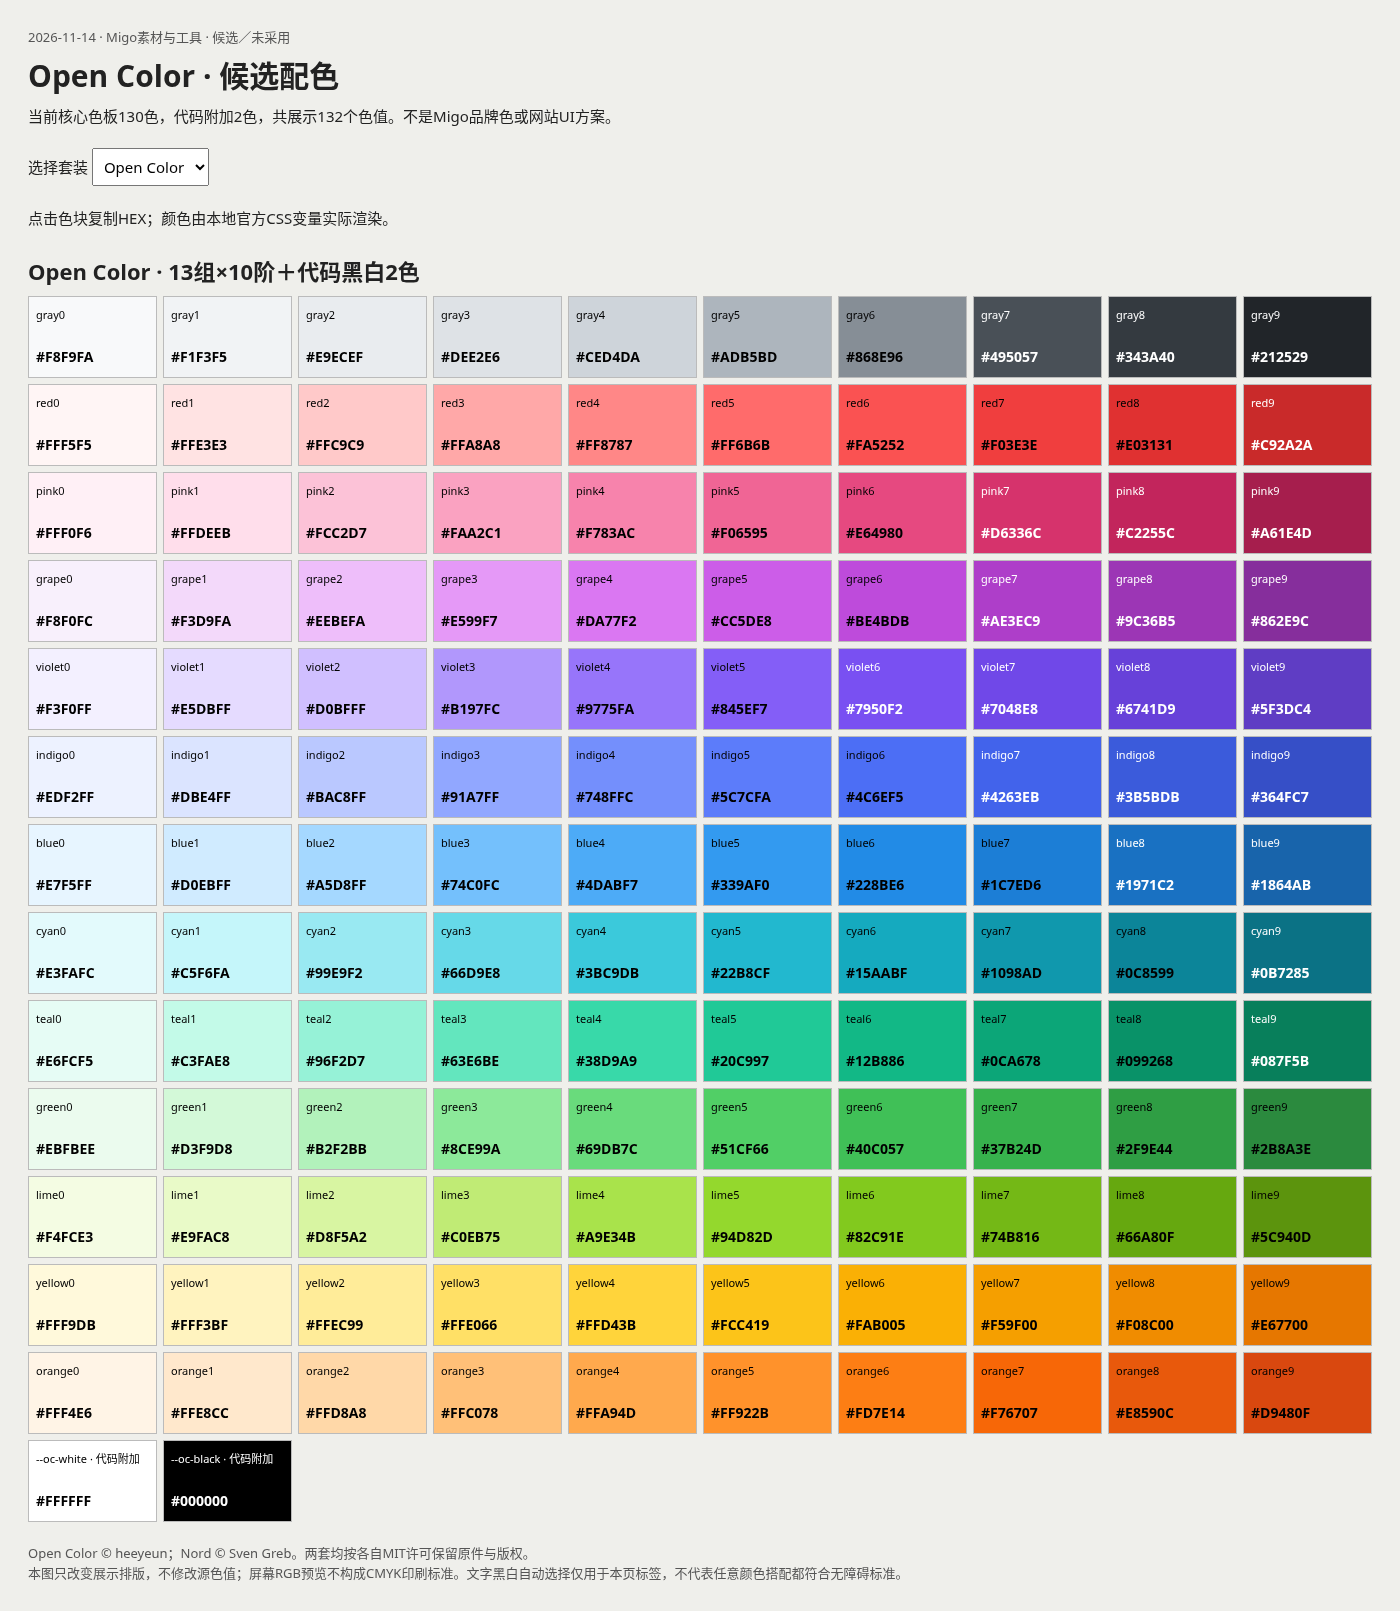 2026-11-14 · Migo素材与工具 · 候选／未采用
Open Color · 候选配色
当前核心色板130色，代码附加2色，共展示132个色值。不是Migo品牌色或网站UI方案。
选择套装 Open Color
点击色块复制HEX；颜色由本地官方CSS变量实际渲染。
Open Color · 13组×10阶＋代码黑白2色
gray0 gray1 gray2 gray3 gray4 gray5 gray6 gray7 gray8 gray9
#F8F9FA #F1F3F5 #E9ECEF #DEE2E6 #CED4DA #ADB5BD #868E96 #495057 #343A40 #212529
red0 red1 red2 red3 red4 red5 red6 red7 red8 red9
#FFF5F5 #FFE3E3 #FFC9C9 #FFA8A8 #FF8787 #FF6B6B #FA5252 #F03E3E #E03131 #C92A2A
pink0 pink1 pink2 pink3 pink4 pink5 pink6 pink7 pink8 pink9
#FFF0F6 #FFDEEB #FCC2D7 #FAA2C1 #F783AC #F06595 #E64980 #D6336C #C2255C #A61E4D
grape0 grape1 grape2 grape3 grape4 grape5 grape6 grape7 grape8 grape9
#F8F0FC #F3D9FA #EEBEFA #E599F7 #DA77F2 #CC5DE8 #BE4BDB #AE3EC9 #9C36B5 #862E9C
violet0 violet1 violet2 violet3 violet4 violet5 violet6 violet7 violet8 violet9
#F3F0FF #E5DBFF #D0BFFF #B197FC #9775FA #845EF7 #7950F2 #7048E8 #6741D9 #5F3DC4
indigo0 indigo1 indigo2 indigo3 indigo4 indigo5 indigo6 indigo7 indigo8 indigo9
#EDF2FF #DBE4FF #BAC8FF #91A7FF #748FFC #5C7CFA #4C6EF5 #4263EB #3B5BDB #364FC7
blue0 blue1 blue2 blue3 blue4 blue5 blue6 blue7 blue8 blue9
#E7F5FF #D0EBFF #A5D8FF #74C0FC #4DABF7 #339AF0 #228BE6 #1C7ED6 #1971C2 #1864AB
cyan0 cyan1 cyan2 cyan3 cyan4 cyan5 cyan6 cyan7 cyan8 cyan9
#E3FAFC #C5F6FA #99E9F2 #66D9E8 #3BC9DB #22B8CF #15AABF #1098AD #0C8599 #0B7285
teal0 teal1 teal2 teal3 teal4 teal5 teal6 teal7 teal8 teal9
#E6FCF5 #C3FAE8 #96F2D7 #63E6BE #38D9A9 #20C997 #12B886 #0CA678 #099268 #087F5B
green0 green1 green2 green3 green4 green5 green6 green7 green8 green9
#EBFBEE #D3F9D8 #B2F2BB #8CE99A #69DB7C #51CF66 #40C057 #37B24D #2F9E44 #2B8A3E
lime0 lime1 lime2 lime3 lime4 lime5 lime6 lime7 lime8 lime9
#F4FCE3 #E9FAC8 #D8F5A2 #C0EB75 #A9E34B #94D82D #82C91E #74B816 #66A80F #5C940D
yellow0 yellow1 yellow2 yellow3 yellow4 yellow5 yellow6 yellow7 yellow8 yellow9
#FFF9DB #FFF3BF #FFEC99 #FFE066 #FFD43B #FCC419 #FAB005 #F59F00 #F08C00 #E67700
orange0 orange1 orange2 orange3 orange4 orange5 orange6 orange7 orange8 orange9
#FFF4E6 #FFE8CC #FFD8A8 #FFC078 #FFA94D #FF922B #FD7E14 #F76707 #E8590C #D9480F
--oc-white · 代码附加 --oc-black · 代码附加
#FFFFFF #000000
Open Color © heeyeun；Nord © Sven Greb。两套均按各自MIT许可保留原件与版权。
本图只改变展示排版，不修改源色值；屏幕RGB预览不构成CMYK印刷标准。文字黑白自动选择仅用于本页标签，不代表任意颜色搭配都符合无障碍标准。